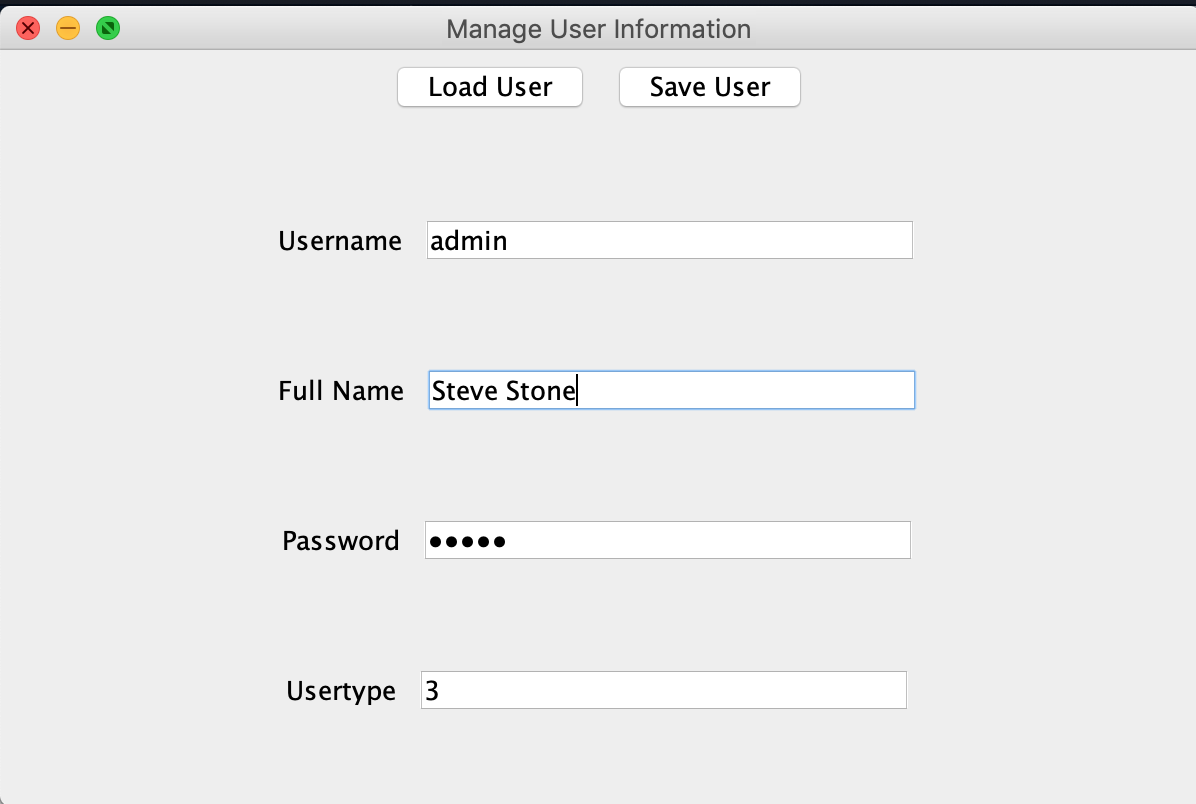 Manage User Information
Load User Save User
Username admin
Full Name Steve Stone
Password •••••
Usertype 3